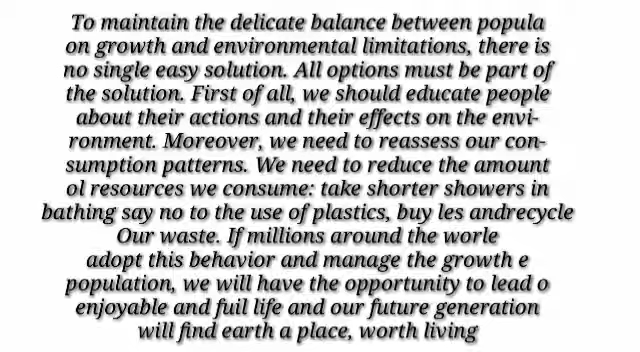 To maintain the delicate balance between popula
on growth and environmental limitations, there is
no single easy solution. All options must be part of
the solution. First of all, we should educate people
about their actions and their effects on the envi-
ronment. Moreover, we need to reassess our con-
sumption patterns. We need to reduce the amount
ol resources we consume: take shorter showers in
bathing say no to the use of plastics, buy les andrecycle
Our waste. If millions around the worle
adopt this behavior and manage the growth e
population, we will have the opportunity to lead o
enjoyable and fuil life and our future generation
will find earth a place, worth living